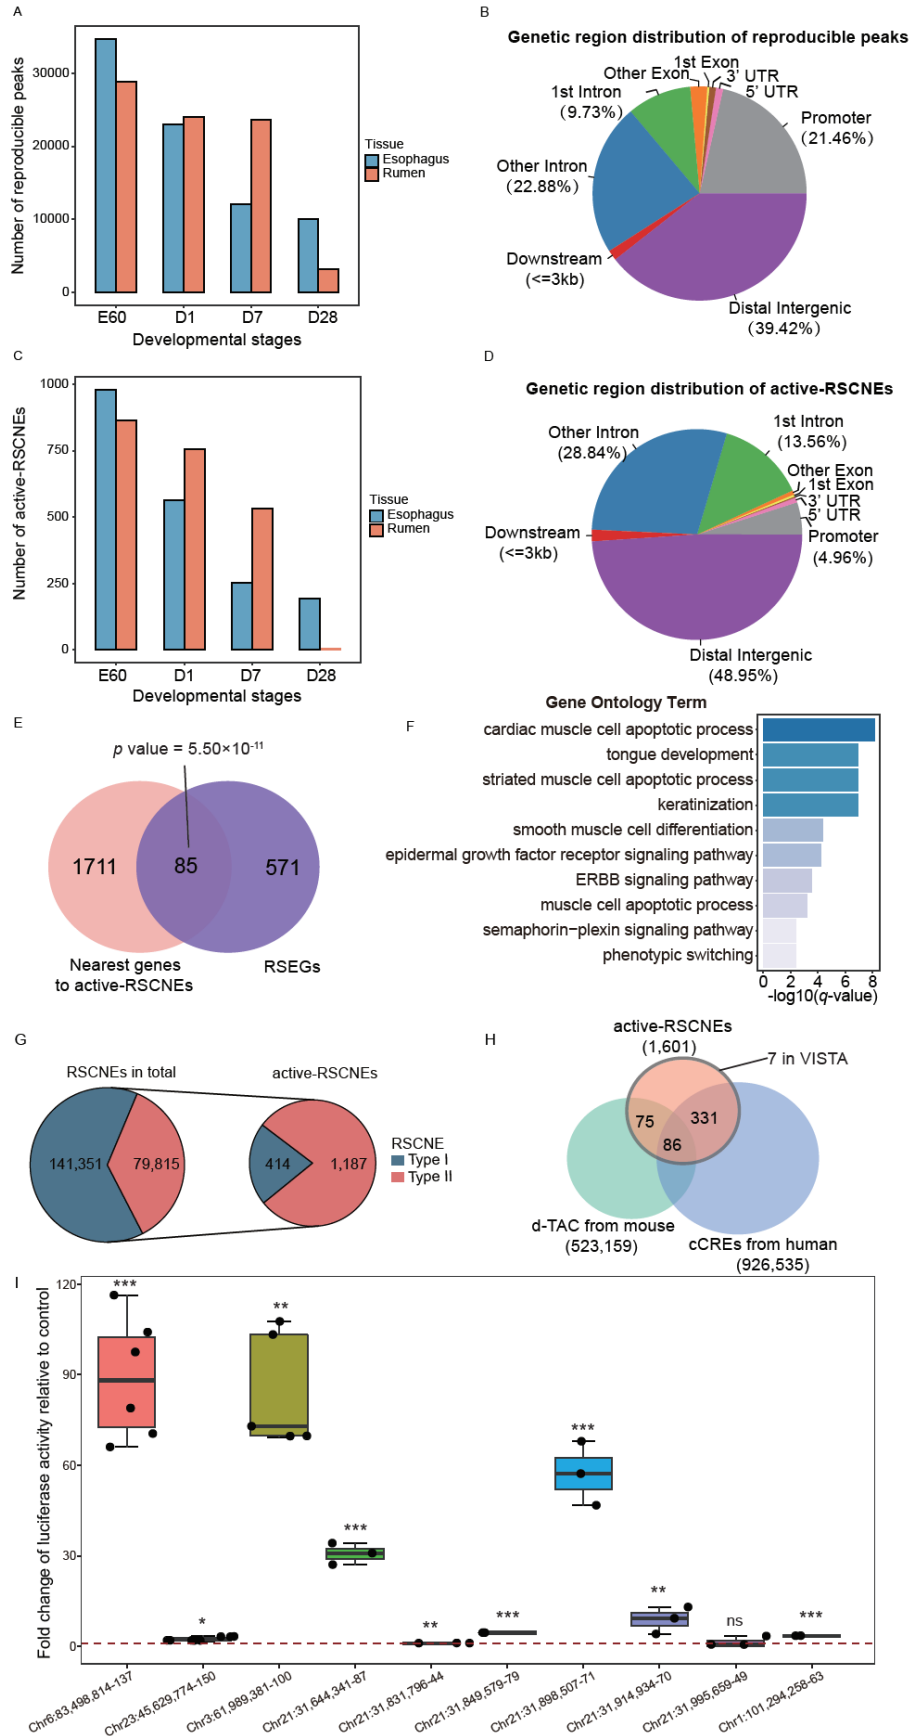 A
Number of reproducible peaks
30000
20000
10000
0
E60 D1 D7 D28
Developmental stages
Tissue
Esophagus
Rumen
B
Genetic region distribution of reproducible peaks
1st Exon
Other Exon
3' UTR
5' UTR
1st Intron
(9.73%)
Promoter
(21.46%)
Other Intron
(22.88%)
Downstream
(<=3kb)
Distal Intergenic
(39.42%)
C
Number of active-RSCNEs
1000
750
500
250
0
E60 D1 D7 D28
Developmental stages
Tissue
Esophagus
Rumen
D
Genetic region distribution of active-RSCNEs
1st Intron
(13.56%)
Other Intron
(28.84%)
Other Exon
1st Exon
3' UTR
5' UTR
Promoter
(4.96%)
Downstream
(<=3kb)
Distal Intergenic
(48.95%)
E
p value = 5.50×10-11
1711 85 571
Nearest genes
to active-RSCNEs
RSEGs
F
Gene Ontology Term
cardiac muscle cell apoptotic process
tongue development
striated muscle cell apoptotic process
keratinization
smooth muscle cell differentiation
epidermal growth factor receptor signaling pathway
ERBB signaling pathway
muscle cell apoptotic process
semaphorin−plexin signaling pathway
phenotypic switching
0 2 4 6 8
-log10(q-value)
G
RSCNEs in total
active-RSCNEs
141,351 79,815
414 1,187
RSCNE
Type I
Type II
H
active-RSCNEs
(1,601)
7 in VISTA
75 331
86
d-TAC from mouse
(523,159)
cCREs from human
(926,535)
I
Fold change of luciferase activity relative to control
120
90
60
30
0
***
*
**
***
**
***
***
**
ns
***
Chr6:83,498,814-137
Chr23:45,629,774-150
Chr3:61,989,381-100
Chr21:31,644,341-87
Chr21:31,831,796-44
Chr21:31,849,579-79
Chr21:31,898,507-71
Chr21:31,914,934-70
Chr21:31,995,659-49
Chr1:101,294,258-63